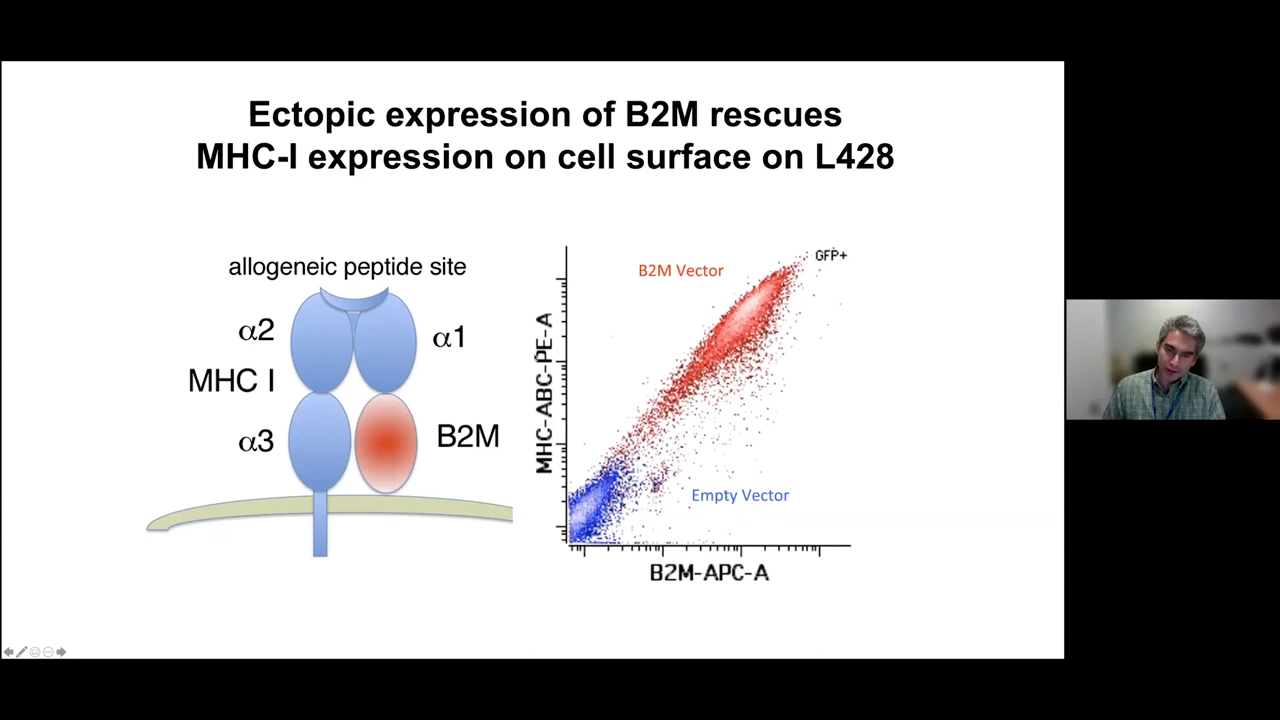 Ectopic expression of B2M rescues
MHC-I expression on cell surface on L428
allogeneic peptide site
α2
α1
MHC I
α3
B2M
B2M Vector
GFP+
MHC-ABC-PE-A
Empty Vector
B2M-APC-A